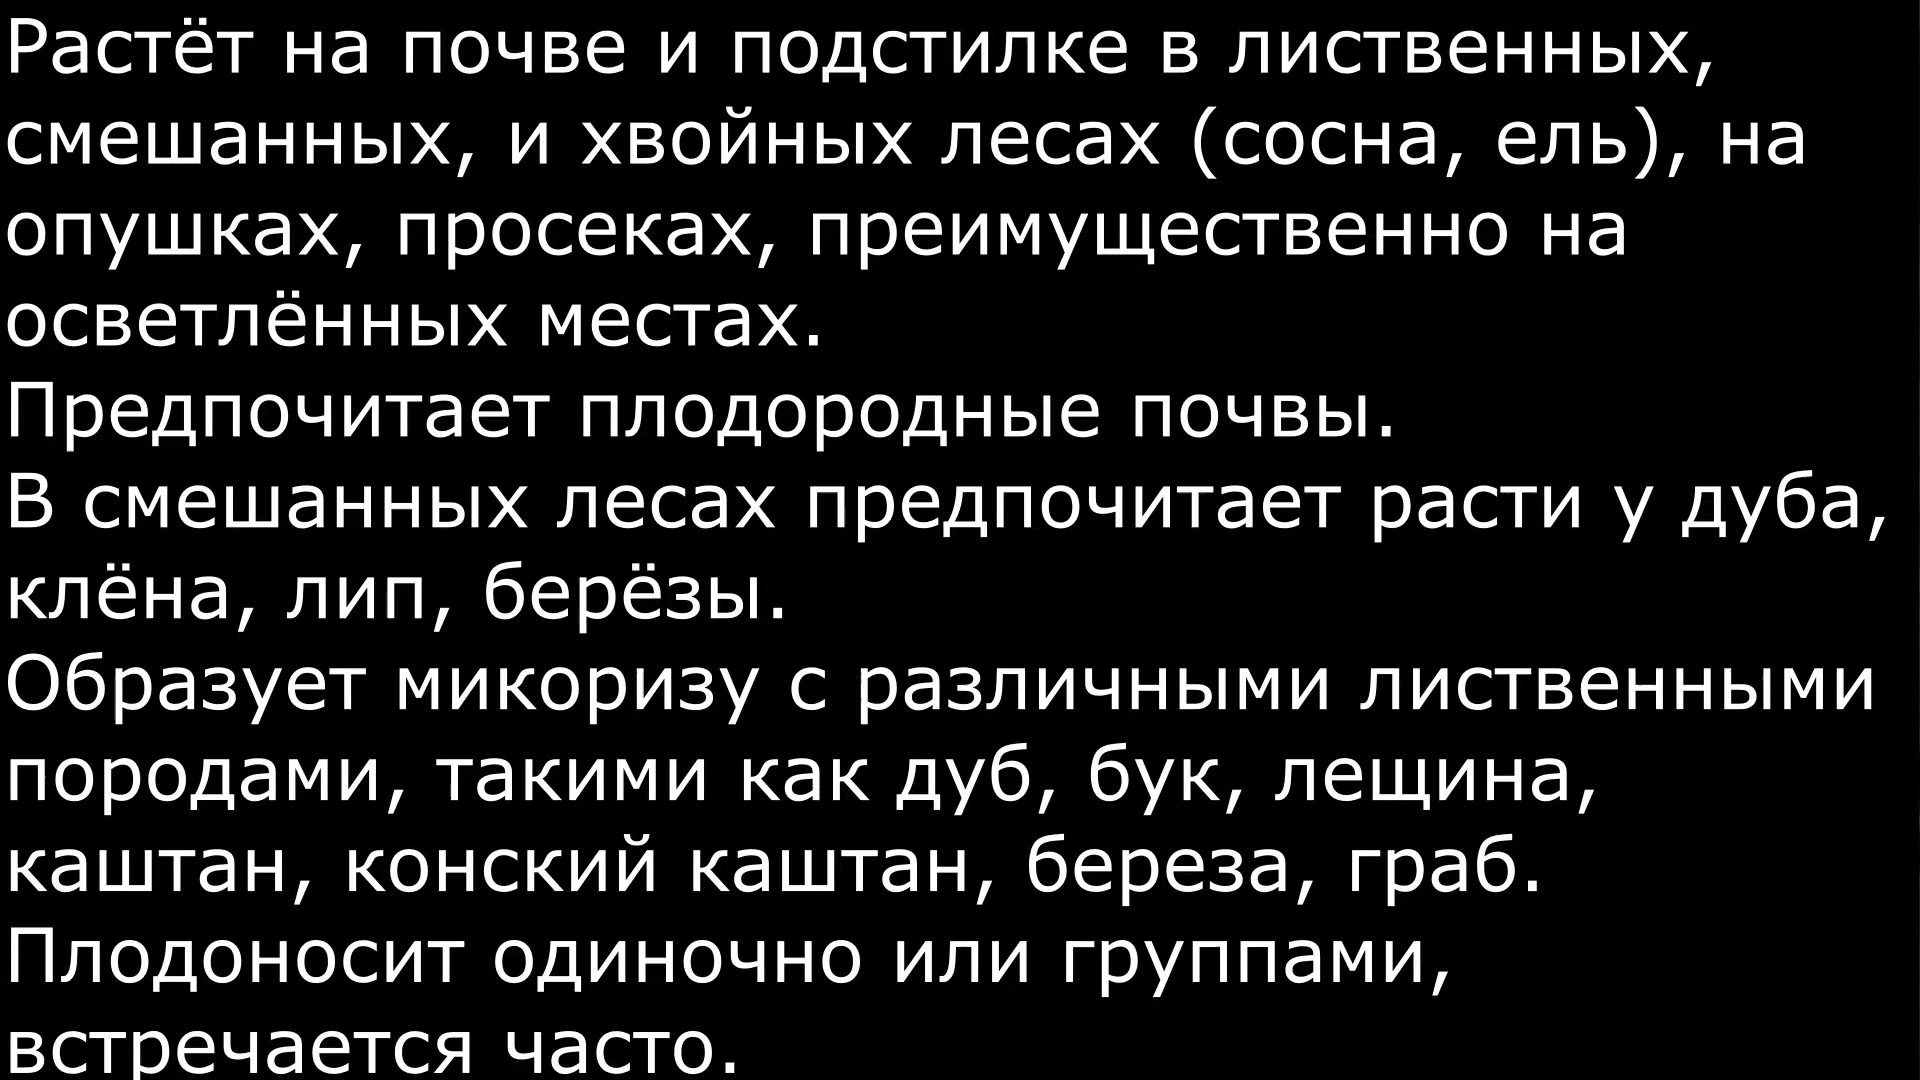 Растёт на почве и подстилке в лиственных,
смешанных, и хвойных лесах (сосна, ель), на
опушках, просеках, преимущественно на
осветлённых местах.
Предпочитает плодородные почвы.
В смешанных лесах предпочитает расти у дуба,
клёна, лип, берёзы.
Образует микоризу с различными лиственными
породами, такими как дуб, бук, лещина,
каштан, конский каштан, береза, граб.
Плодоносит одиночно или группами,
встречается часто.